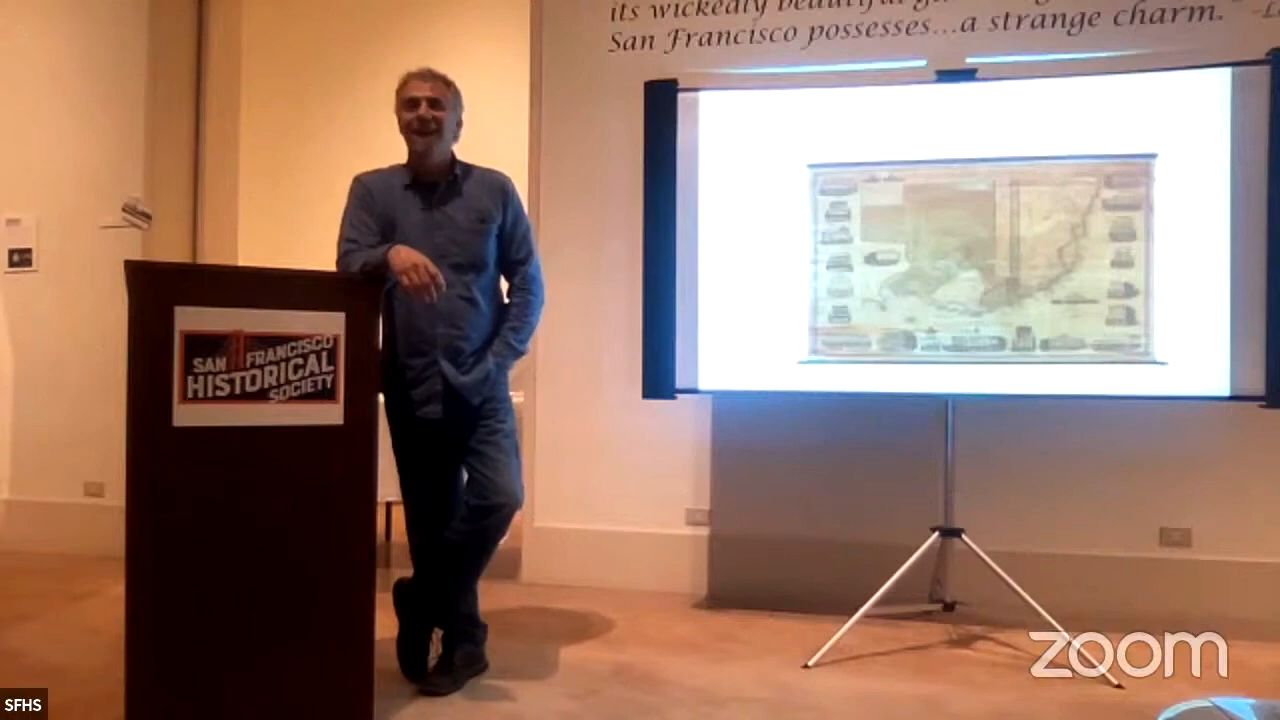 its wickedly beautiful
San Francisco possesses...a strange charm.
SAN FRANCISCO
HISTORICAL
SOCIETY
zoom
SFHS